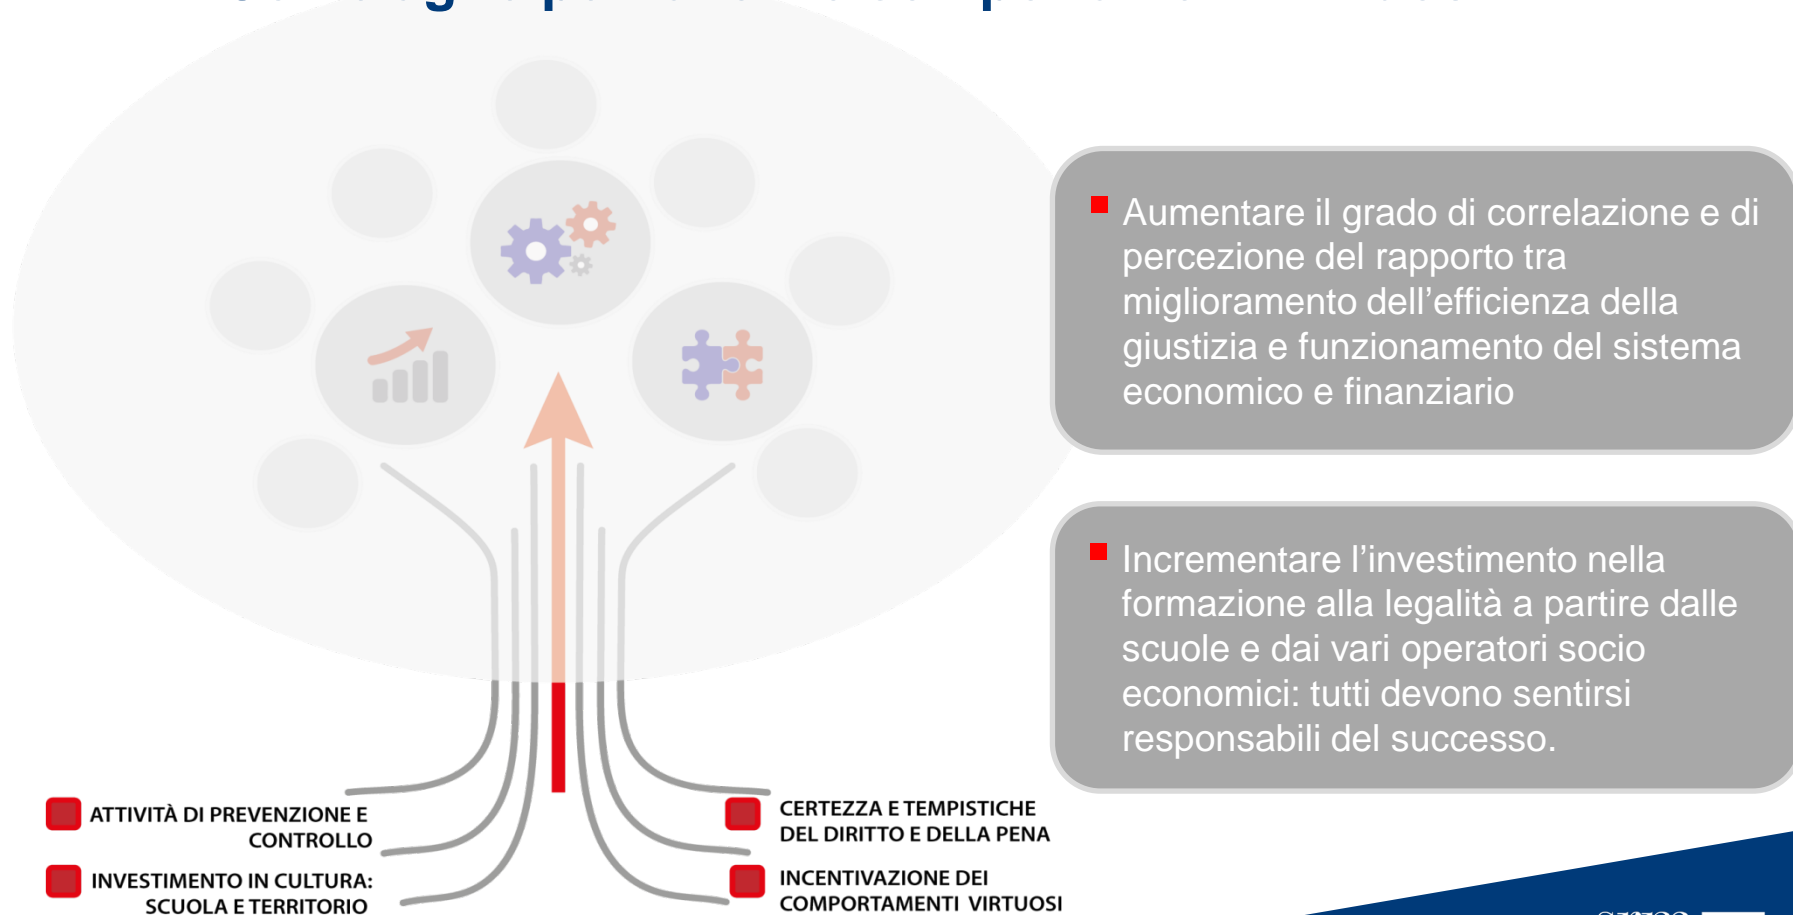 Aumentare il grado di correlazione e di
percezione del rapporto tra
miglioramento dell’efficienza della
giustizia e funzionamento del sistema
economico e finanziario
Incrementare l’investimento nella
formazione alla legalità a partire dalle
scuole e dai vari operatori socio
economici: tutti devono sentirsi
responsabili del successo.
ATTIVITÀ DI PREVENZIONE E
CONTROLLO
INVESTIMENTO IN CULTURA:
SCUOLA E TERRITORIO
CERTEZZA E TEMPISTICHE
DEL DIRITTO E DELLA PENA
INCENTIVAZIONE DEI
COMPORTAMENTI VIRTUOSI